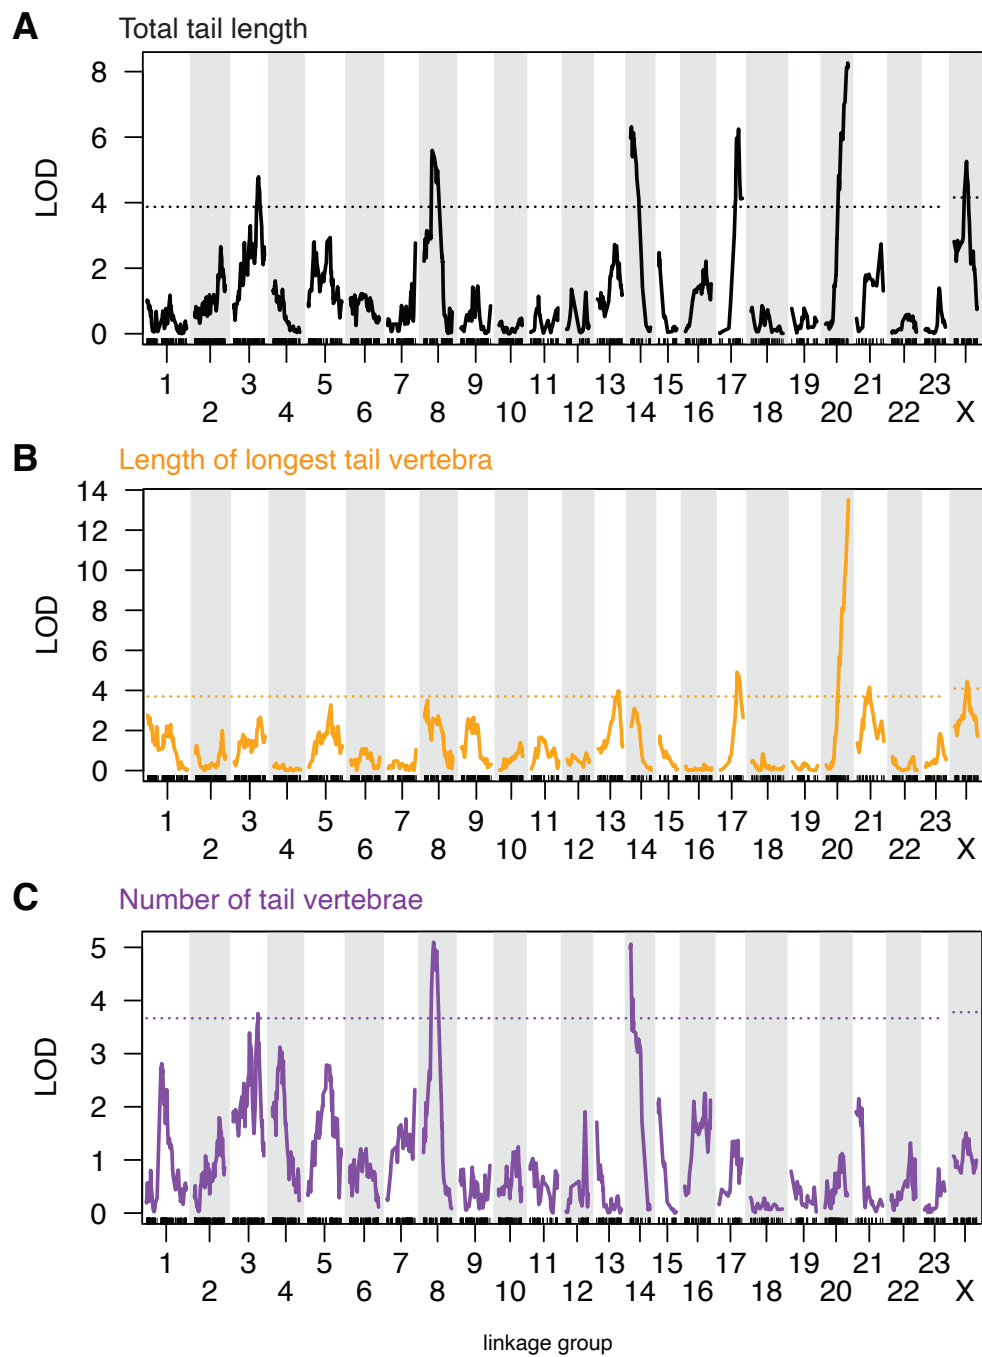 A Total tail length
8
6
4
2
0
LOD
1 3 5 7 9 11 13 15 17 19 21 23
2 4 6 8 10 12 14 16 18 20 22 X
B Length of longest tail vertebra
14
12
10
8
6
4
2
0
LOD
1 3 5 7 9 11 13 15 17 19 21 23
2 4 6 8 10 12 14 16 18 20 22 X
C Number of tail vertebrae
5
4
3
2
1
0
LOD
1 3 5 7 9 11 13 15 17 19 21 23
2 4 6 8 10 12 14 16 18 20 22 X
linkage group